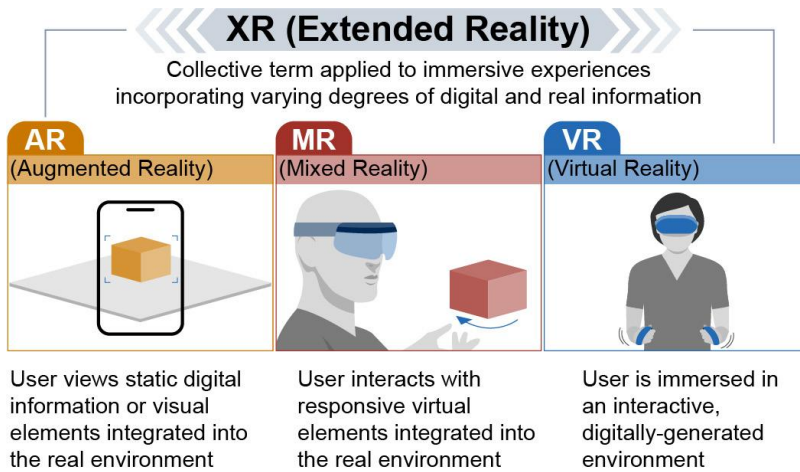 XR (Extended Reality)
Collective term applied to immersive experiences
incorporating varying degrees of digital and real information
AR
(Augmented Reality)
User views static digital
information or visual
elements integrated into
the real environment
MR
(Mixed Reality)
User interacts with
responsive virtual
elements integrated into
the real environment
VR
(Virtual Reality)
User is immersed in
an interactive,
digitally-generated
environment